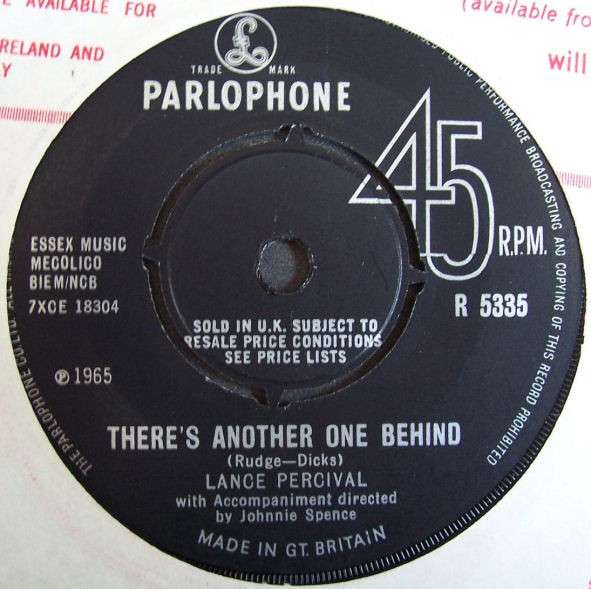 AVAILABLE FOR
IRELAND AND
(available fro
will
£
TRADE MARK
PARLOPHONE
45
R.P.M.
R 5335
ESSEX MUSIC
MECOLICO
BIEM/NCB
7XCE 18304
SOLD IN U.K. SUBJECT TO
RESALE PRICE CONDITIONS
SEE PRICE LISTS
℗ 1965
THERE'S ANOTHER ONE BEHIND
(Rudge—Dicks)
LANCE PERCIVAL
with Accompaniment directed
by Johnnie Spence
MADE IN GT. BRITAIN
THE PARLOPHONE CO. LTD.
PUBLIC PERFORMANCE BROADCASTING AND COPYING OF THIS RECORD PROHIBITED